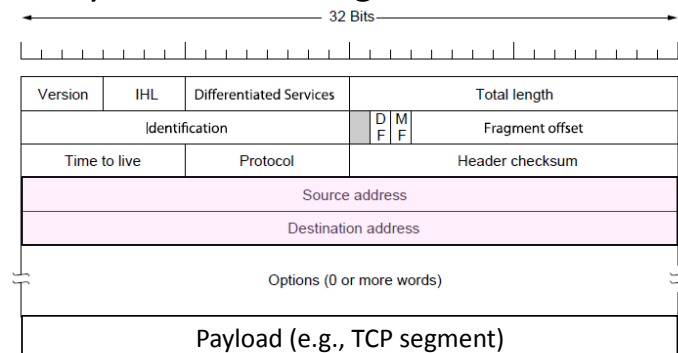 32 Bits
Version IHL Differentiated Services Total length
Identification D F M F Fragment offset
Time to live Protocol Header checksum
Source address
Destination address
Options (0 or more words)
Payload (e.g., TCP segment)